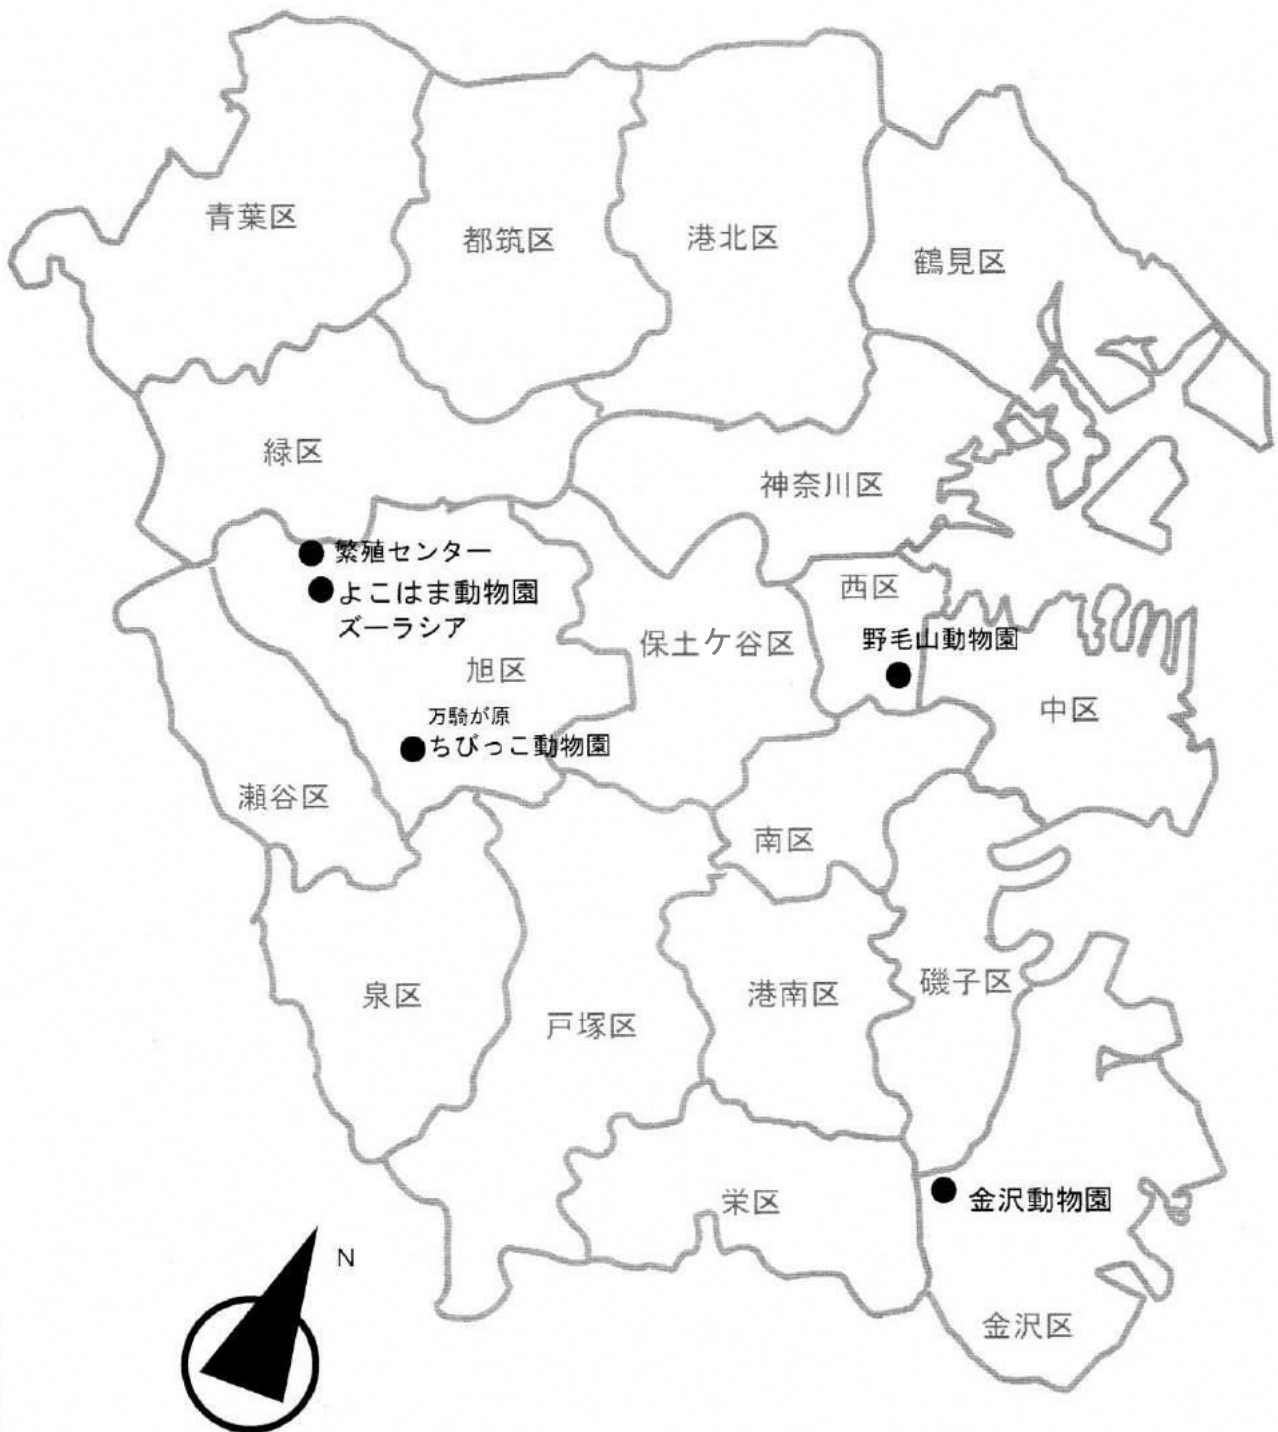 青葉区
都筑区
港北区
鶴見区
緑区
神奈川区
繁殖センター
よこはま動物園
ズーラシア
西区
保土ケ谷区
野毛山動物園
旭区
中区
万騎が原
ちびっこ動物園
瀬谷区
南区
泉区
戸塚区
港南区
磯子区
栄区
金沢動物園
N
金沢区